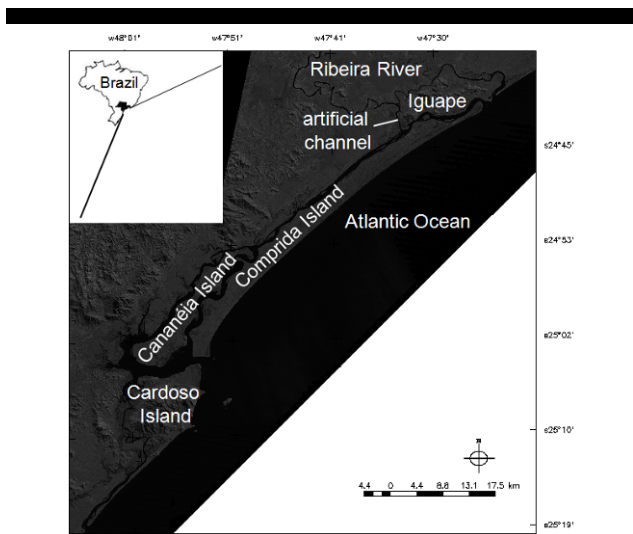 w48°01' w47°51' w47°41' w47°30'
Brazil
Ribeira River
Iguape
artificial
channel
s24°45'
Atlantic Ocean
Comprida Island
s24°53'
Cananéia Island
s25°02'
Cardoso
Island
s25°10'
N
4.4 0 4.4 8.8 13.1 17.5 km
s25°19'